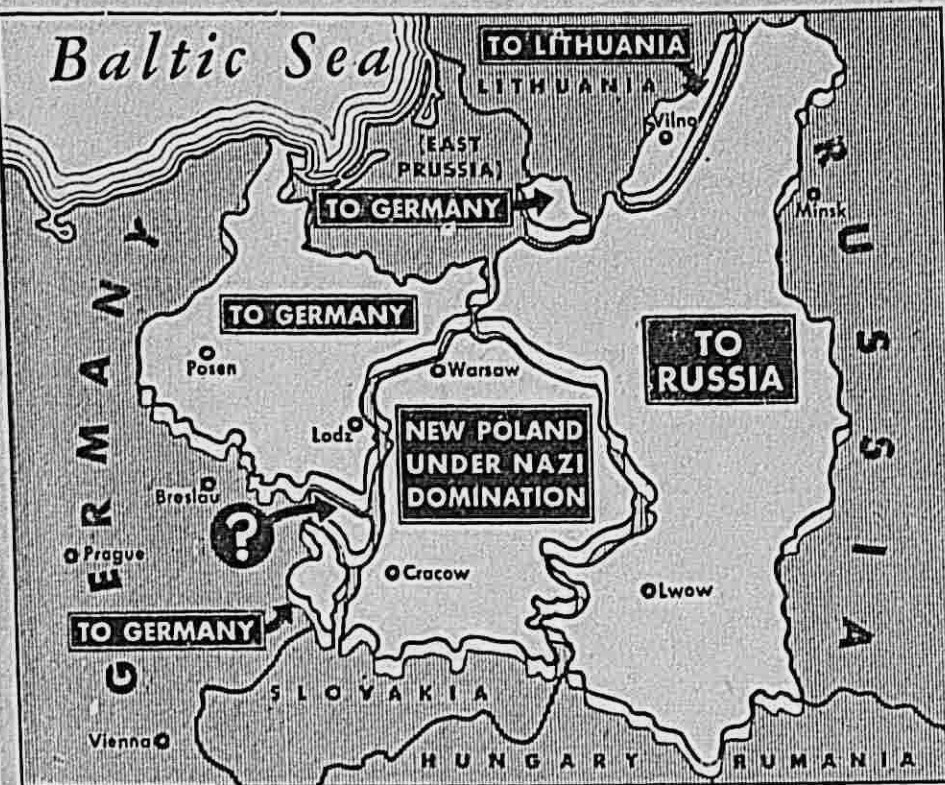 Baltic Sea
TO LITHUANIA
LITHUANIA
Vilna
(EAST
PRUSSIA)
TO GERMANY
Minsk
RUSSIA
GERMANY
TO GERMANY
TO
RUSSIA
Posen
Warsaw
Lodz
NEW POLAND
UNDER NAZI
DOMINATION
Breslau
?
Prague
Cracow
Lwow
TO GERMANY
SLOVAKIA
Vienna
HUNGARY
RUMANIA